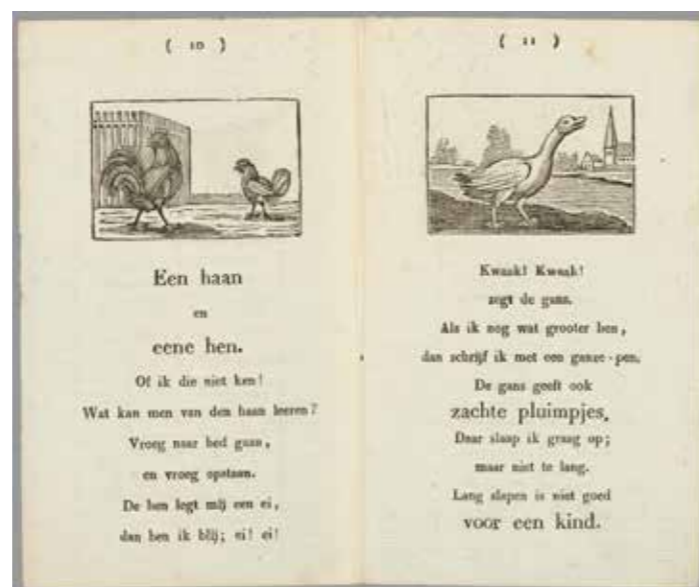 ( 10 )
Een haan
en
eene hen.
Of ik die niet ken!
Wat kan men van den haan leeren?
Vroeg naar bed gaan,
en vroeg opstaan.
De hen legt mij een ei,
dan ben ik blij; ei! ei!
( 11 )
Kwaak! Kwaak!
zegt de gans.
Als ik nog wat grooter ben,
dan schrijf ik met een ganze-pen.
De gans geeft ook
zachte pluimpjes.
Daar slaap ik graag op;
maar niet te lang.
Lang slapen is niet goed
voor een kind.